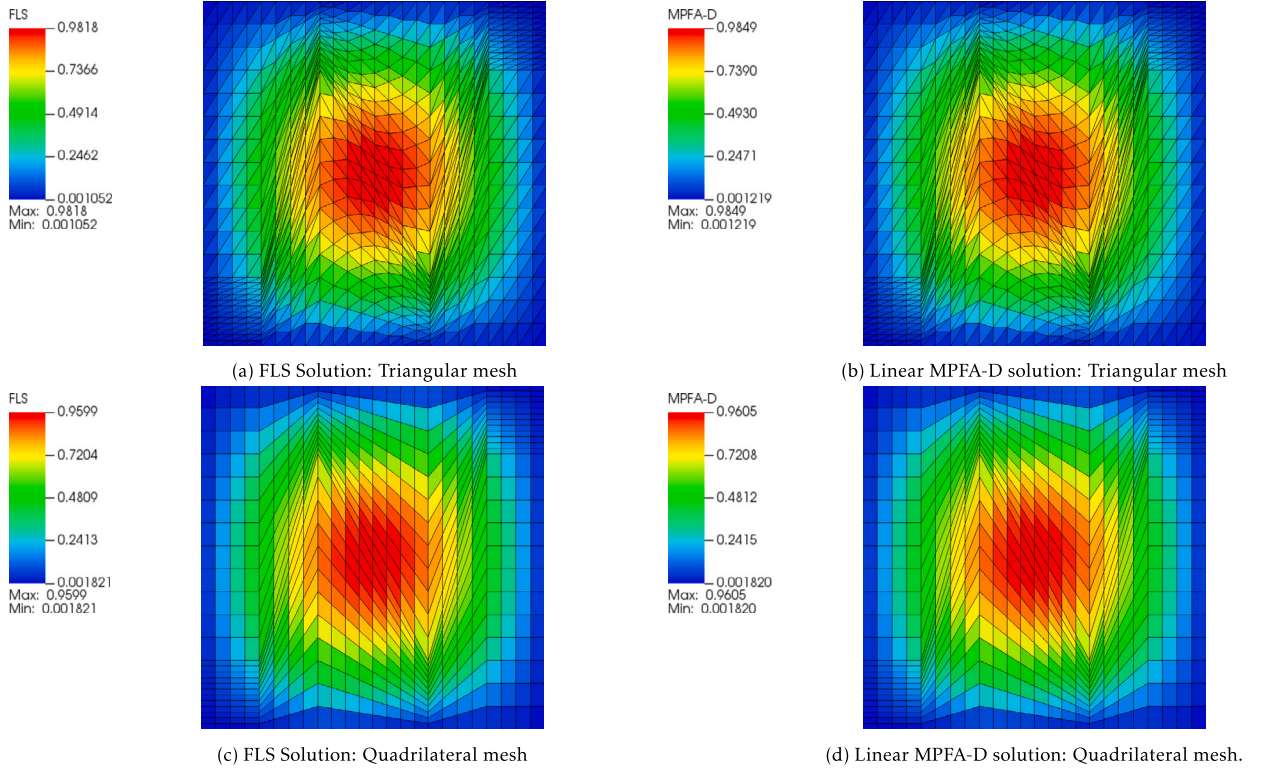 FLS
0.9818
0.7366
0.4914
0.2462
0.001052
Max: 0.9818
Min: 0.001052
MPFA-D
0.9849
0.7390
0.4930
0.2471
0.001219
Max: 0.9849
Min: 0.001219
(a) FLS Solution: Triangular mesh
(b) Linear MPFA-D solution: Triangular mesh
FLS
0.9599
0.7204
0.4809
0.2415
0.001821
Max: 0.9599
Min: 0.001821
MPFA-D
0.9605
0.7208
0.4812
0.2415
0.001820
Max: 0.9605
Min: 0.001820
(c) FLS Solution: Quadrilateral mesh
(d) Linear MPFA-D solution: Quadrilateral mesh.